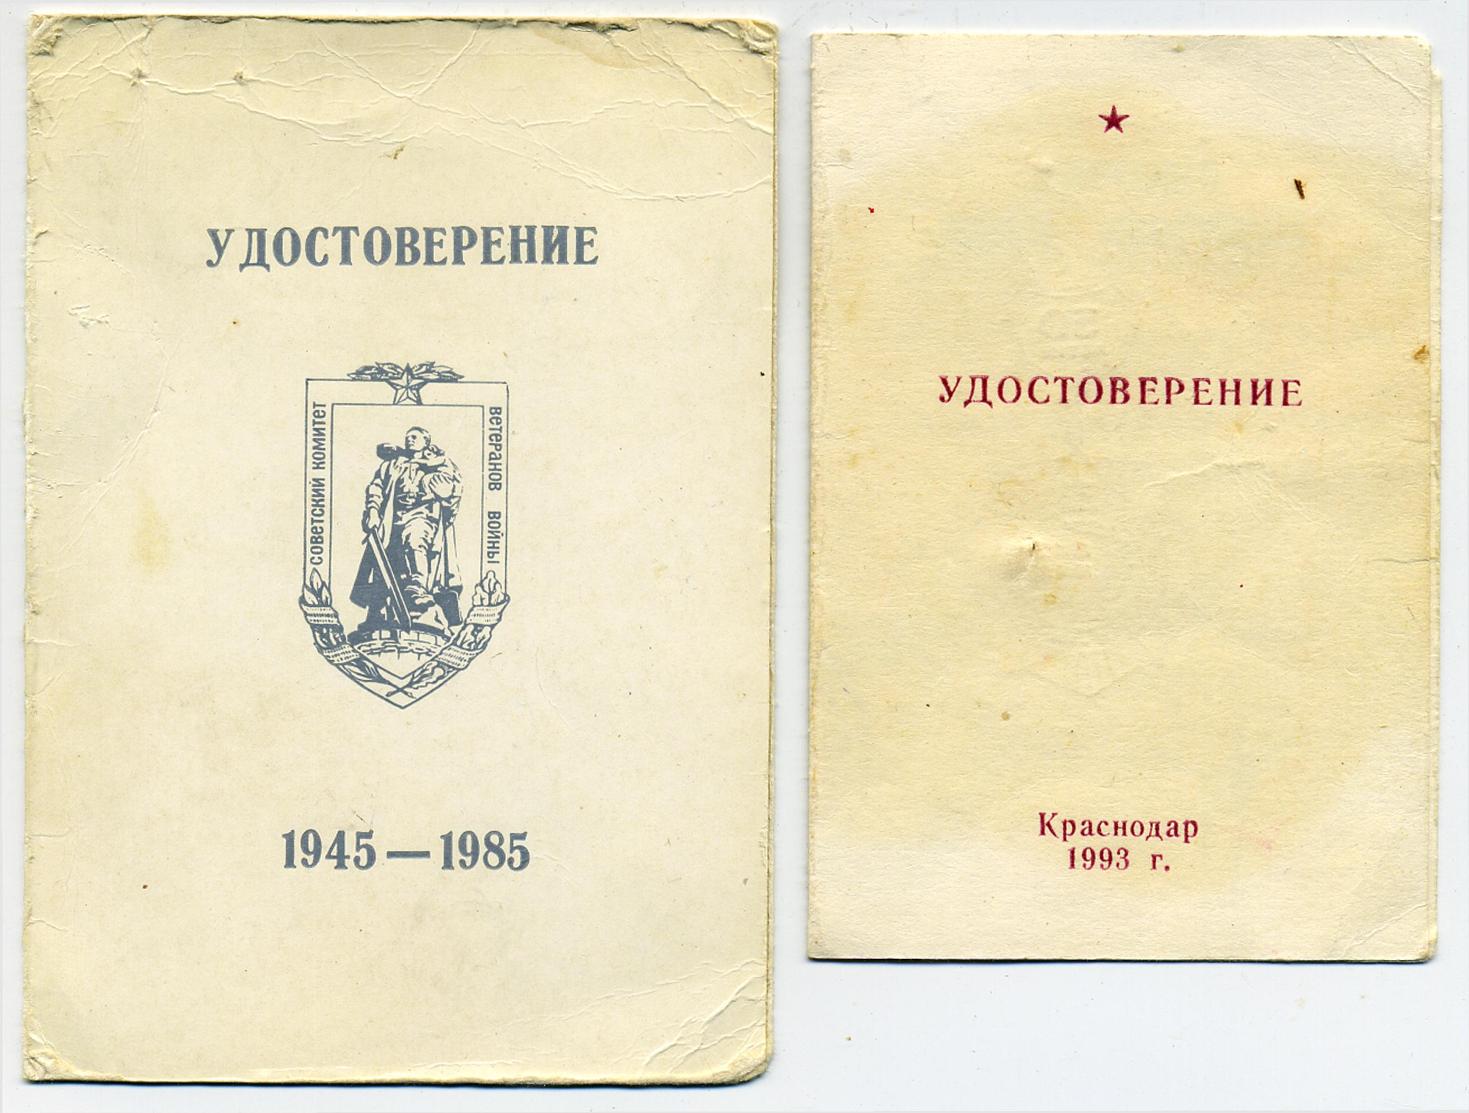 УДОСТОВЕРЕНИЕ
СОВЕТСКИЙ КОМИТЕТ
ВЕТЕРАНОВ ВОЙНЫ
1945—1985
УДОСТОВЕРЕНИЕ
Краснодар
1993 г.